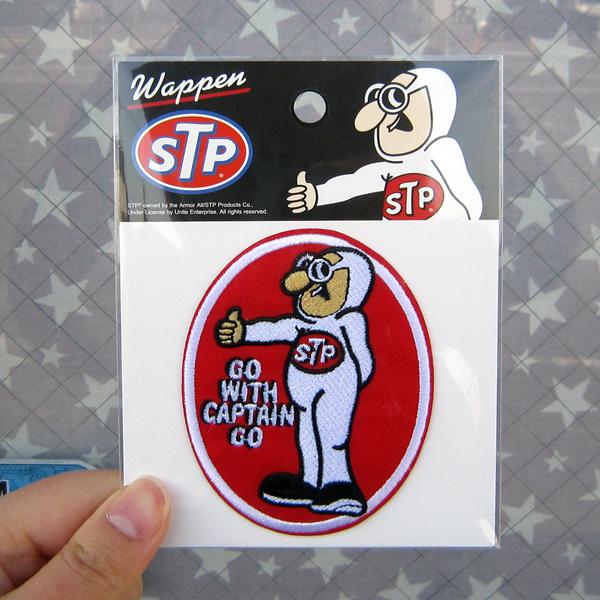 Wappen
STP
STP® owned by the Armor All/STP Products Co.,
Under License by Unite Enterprise. All rights reserved.
STP
STP
GO
WITH
CAPTAIN
GO